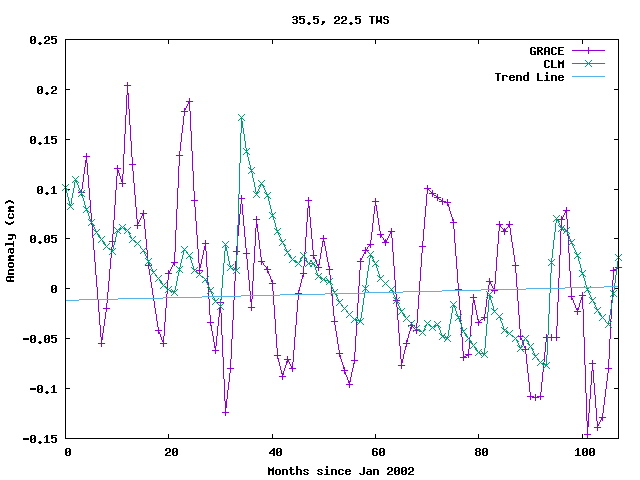 35.5, 22.5 TWS
GRACE
CLM
Trend Line
Anomaly (cm)
0.25
0.2
0.15
0.1
0.05
0
-0.05
-0.1
-0.15
0 20 40 60 80 100
Months since Jan 2002